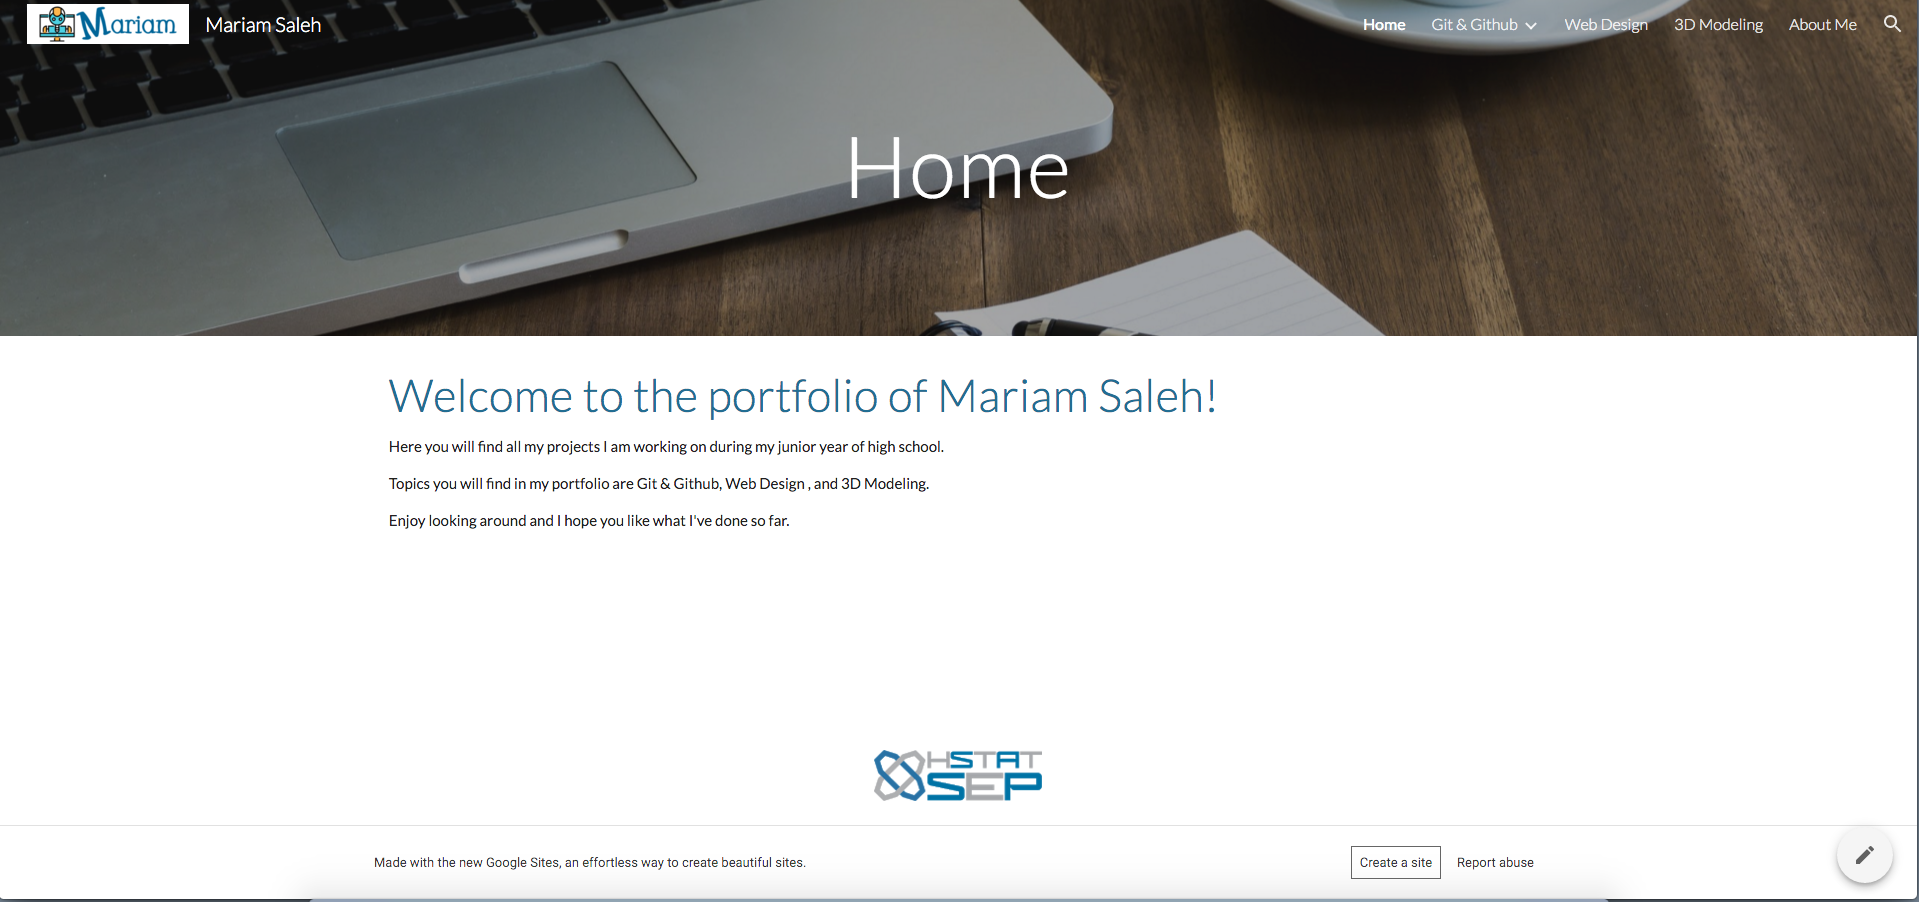 Mariam
Mariam Saleh
Home
Git & Github
Web Design
3D Modeling
About Me
Home
Welcome to the portfolio of Mariam Saleh!
Here you will find all my projects I am working on during my junior year of high school.
Topics you will find in my portfolio are Git & Github, Web Design , and 3D Modeling.
Enjoy looking around and I hope you like what I've done so far.
HSTAT
SEP
Made with the new Google Sites, an effortless way to create beautiful sites.
Create a site
Report abuse